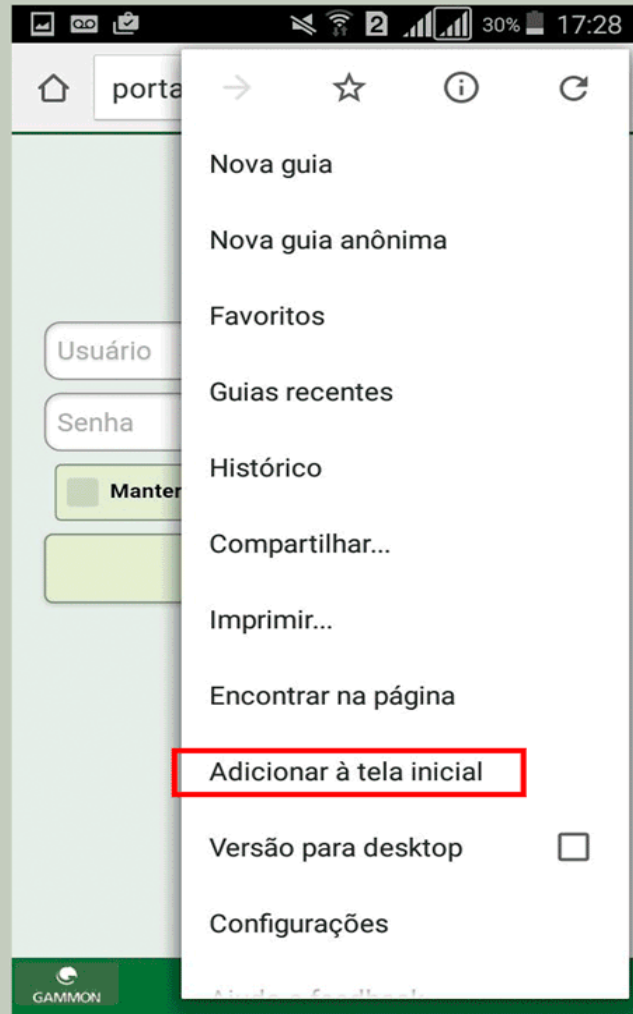 2 30% 17:28
porta
Nova guia
Nova guia anônima
Favoritos
Usuário
Guias recentes
Senha
Histórico
Manter
Compartilhar...
Imprimir...
Encontrar na página
Adicionar à tela inicial
Versão para desktop
Configurações
GAMMON